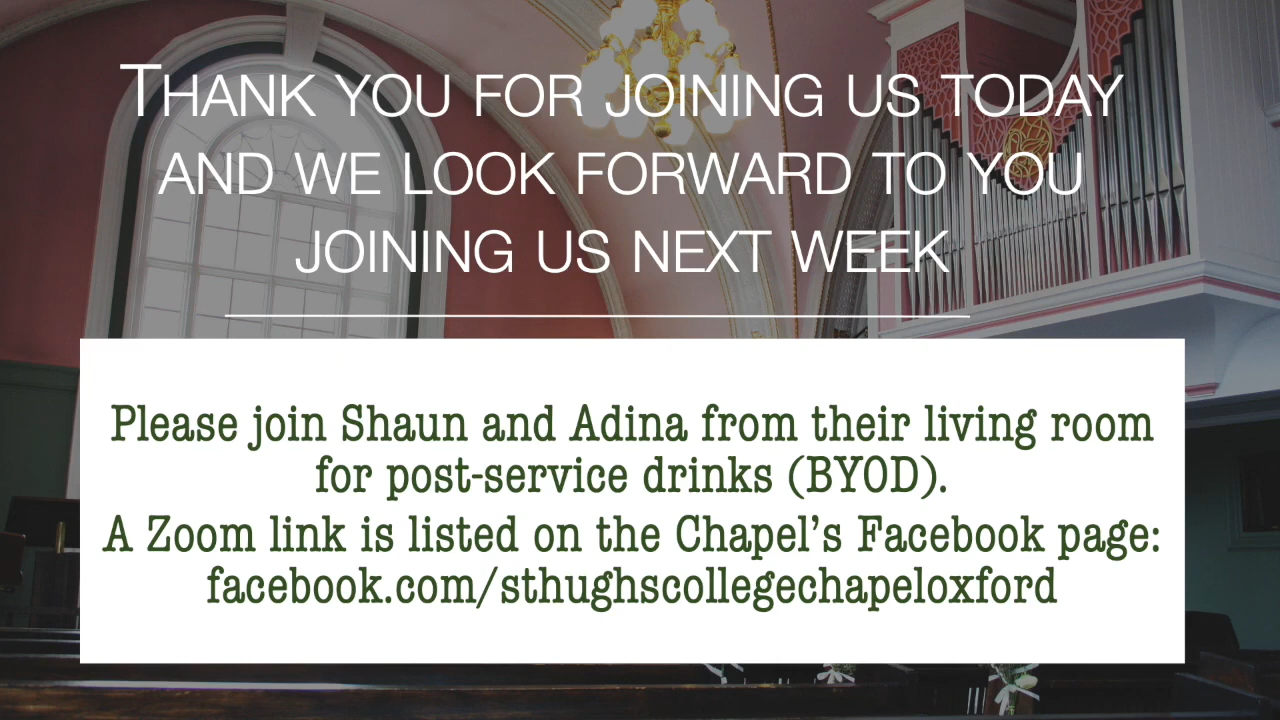 Thank you for joining us today
and we look forward to you
joining us next week
Please join Shaun and Adina from their living room
for post-service drinks (BYOD).
A Zoom link is listed on the Chapel’s Facebook page:
facebook.com/sthughscollegechapeloxford